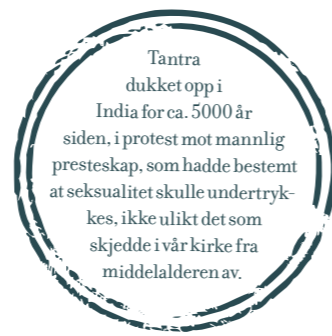 Tantra
dukket opp i
India for ca. 5000 år
siden, i protest mot mannlig
presteskap, som hadde bestemt
at seksualitet skulle undertryk-
kes, ikke ulikt det som
skjedde i vår kirke fra
middelalderen av.